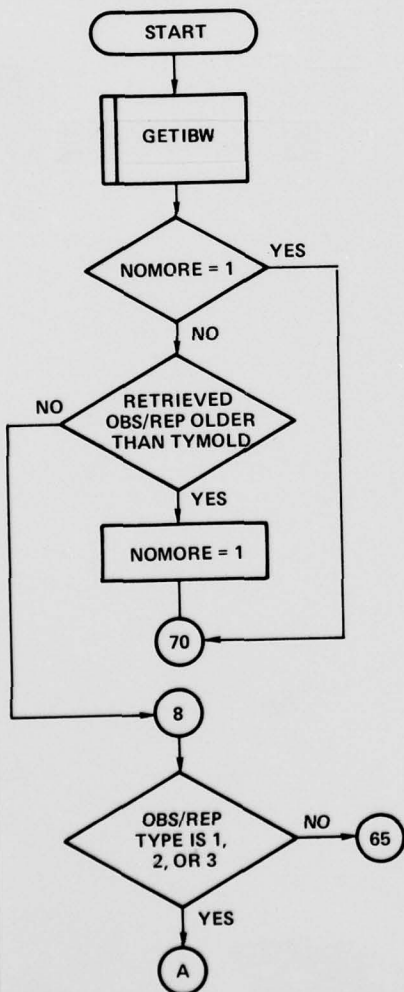 START
GETIBW
NOMORE = 1
YES
NO
NO
RETRIEVED
OBS/REP OLDER
THAN TYMOLD
YES
NOMORE = 1
70
8
OBS/REP
TYPE IS 1,
2, OR 3
NO
65
YES
A